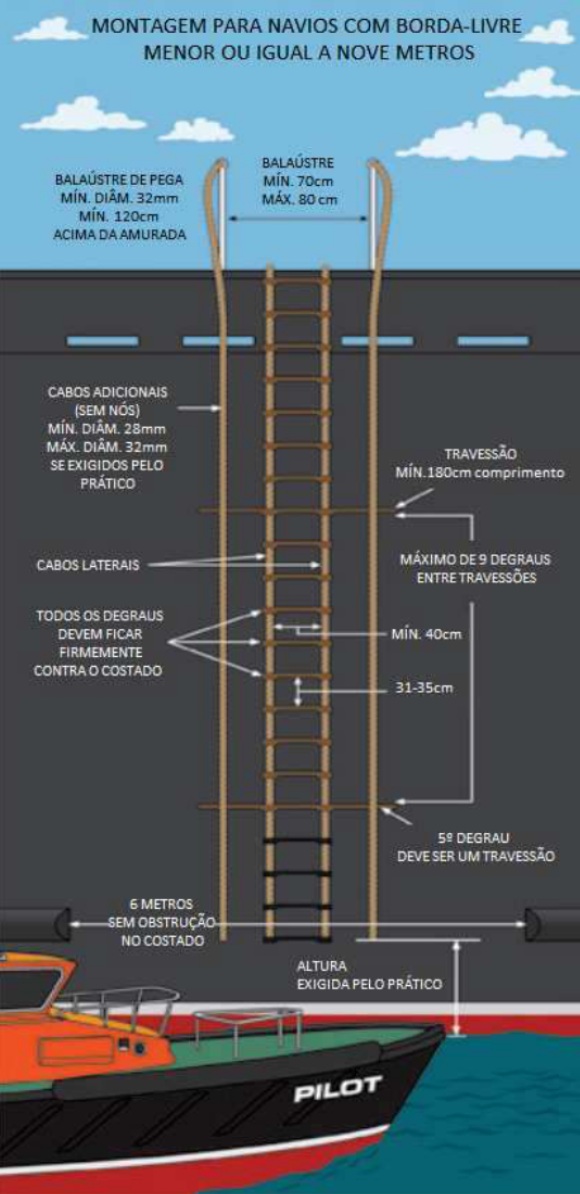 MONTAGEM PARA NAVIOS COM BORDA-LIVRE
MENOR OU IGUAL A NOVE METROS
BALAÚSTRE DE PEGA
MÍN. DIÂM. 32mm
MÍN. 120cm
ACIMA DA AMURADA
BALAÚSTRE
MÍN. 70cm
MÁX. 80 cm
CABOS ADICIONAIS
(SEM NÓS)
MÍN. DIÂM. 28mm
MÁX. DIÂM. 32mm
SE EXIGIDOS PELO
PRÁTICO
TRAVESSÃO
MÍN.180cm comprimento
CABOS LATERAIS
MÁXIMO DE 9 DEGRAUS
ENTRE TRAVESSÕES
TODOS OS DEGRAUS
DEVEM FICAR
FIRMEMENTE
CONTRA O COSTADO
MÍN. 40cm
31-35cm
5º DEGRAU
DEVE SER UM TRAVESSÃO
6 METROS
SEM OBSTRUÇÃO
NO COSTADO
ALTURA
EXIGIDA PELO PRÁTICO
PILOT